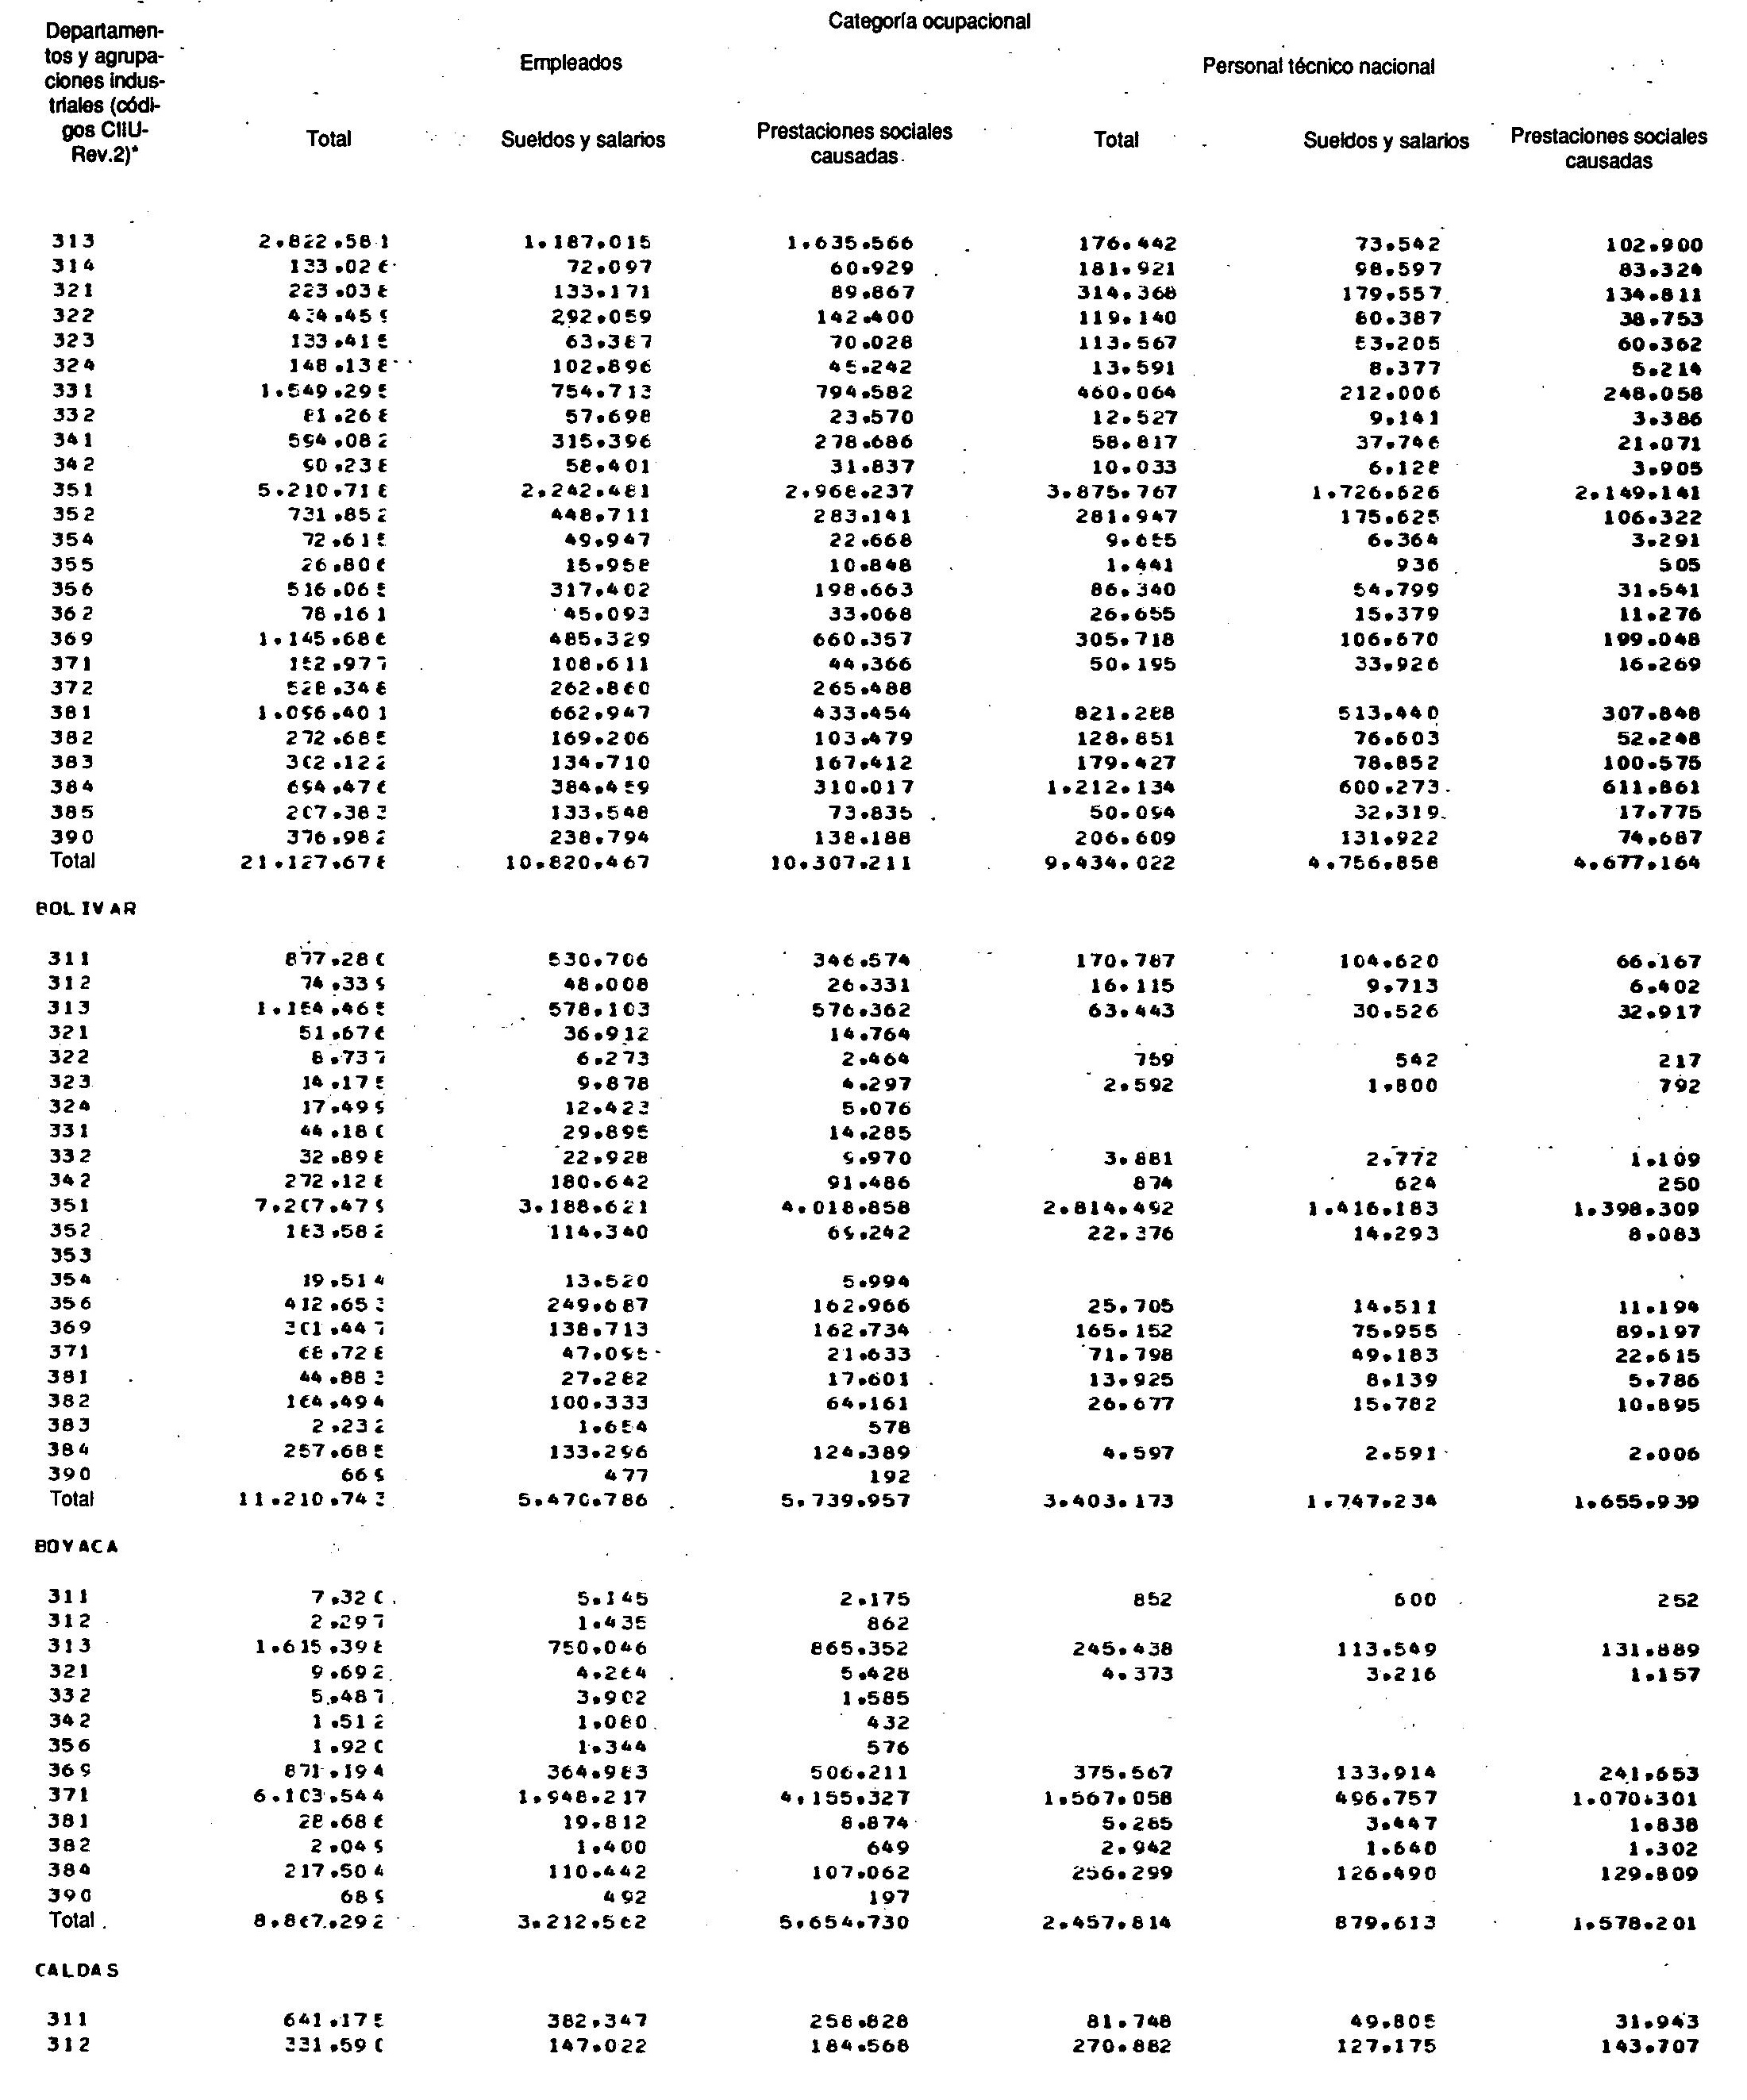 Categoría ocupacional
Departamen-
tos y agrupa-
ciones indus-
triales (códi-
gos CIIU-
Rev.2)*
Empleados Personal técnico nacional
Total Sueldos y salarios Prestaciones sociales causadas Total Sueldos y salarios Prestaciones sociales causadas
313 2.822.581 1.187.015 1.635.566 176.442 73.542 102.900
314 133.026 72.097 60.929 181.921 98.597 83.324
321 223.038 133.171 89.867 314.368 179.557 134.811
322 434.459 292.059 142.400 119.140 80.387 38.753
323 133.415 63.387 70.028 113.567 53.205 60.362
324 148.138 102.896 45.242 13.591 8.377 5.214
331 1.549.295 754.713 794.582 460.064 212.006 248.058
332 81.268 57.698 23.570 12.527 9.141 3.386
341 594.082 315.396 278.686 58.817 37.746 21.071
342 90.238 58.401 31.837 10.033 6.128 3.905
351 5.210.718 2.242.481 2.968.237 3.875.767 1.726.626 2.149.141
352 731.852 448.711 283.141 281.947 175.625 106.322
354 72.615 49.947 22.668 9.655 6.364 3.291
355 26.806 15.958 10.848 1.441 936 505
356 516.065 317.402 198.663 86.340 54.799 31.541
362 78.161 45.093 33.068 26.655 15.379 11.276
369 1.145.686 485.329 660.357 305.718 106.670 199.048
371 152.977 108.611 44.366 50.195 33.926 16.269
372 528.348 262.860 265.488
381 1.096.401 662.947 433.454 821.288 513.440 307.848
382 272.685 169.206 103.479 128.851 76.603 52.248
383 302.122 134.710 167.412 179.427 78.852 100.575
384 694.476 384.459 310.017 1.212.134 600.273 611.861
385 207.383 133.548 73.835 50.094 32.319 17.775
390 376.982 238.794 138.188 206.609 131.922 74.687
Total 21.127.678 10.820.467 10.307.211 9.434.022 4.756.858 4.677.164
BOLIVAR
311 877.280 530.706 346.574 170.787 104.620 66.167
312 74.339 48.008 26.331 16.115 9.713 6.402
313 1.154.465 578.103 576.362 63.443 30.526 32.917
321 51.676 36.912 14.764
322 8.737 6.273 2.464 759 542 217
323 14.175 9.878 4.297 2.592 1.800 792
324 17.499 12.423 5.076
331 44.180 29.895 14.285
332 32.898 22.928 9.970 3.881 2.772 1.109
342 272.128 180.642 91.486 874 624 250
351 7.207.479 3.188.621 4.018.858 2.814.492 1.416.183 1.398.309
352 183.582 114.340 69.242 22.376 14.293 8.083
353
354 19.514 13.520 5.994
356 412.653 249.687 162.966 25.705 14.511 11.194
369 301.447 138.713 162.734 165.152 75.955 89.197
371 68.728 47.095 21.633 71.798 49.183 22.615
381 44.883 27.282 17.601 13.925 8.139 5.786
382 164.494 100.333 64.161 26.677 15.782 10.895
383 2.232 1.654 578
384 257.685 133.296 124.389 4.597 2.591 2.006
390 669 477 192
Total 11.210.743 5.470.786 5.739.957 3.403.173 1.747.234 1.655.939
BOYACA
311 7.320 5.145 2.175 852 600 252
312 2.297 1.435 862
313 1.615.398 750.046 865.352 245.438 113.549 131.889
321 9.692 4.264 5.428 4.373 3.216 1.157
332 5.487 3.902 1.585
342 1.512 1.080 432
356 1.920 1.344 576
369 871.194 364.983 506.211 375.567 133.914 241.653
371 6.103.544 1.948.217 4.155.327 1.567.058 496.757 1.070.301
381 28.686 19.812 8.874 5.285 3.447 1.838
382 2.049 1.400 649 2.942 1.640 1.302
384 217.504 110.442 107.062 256.299 126.490 129.809
390 689 492 197
Total 8.867.292 3.212.562 5.654.730 2.457.814 879.613 1.578.201
CALDAS
311 641.175 382.347 258.828 81.748 49.805 31.943
312 331.590 147.022 184.568 270.882 127.175 143.707